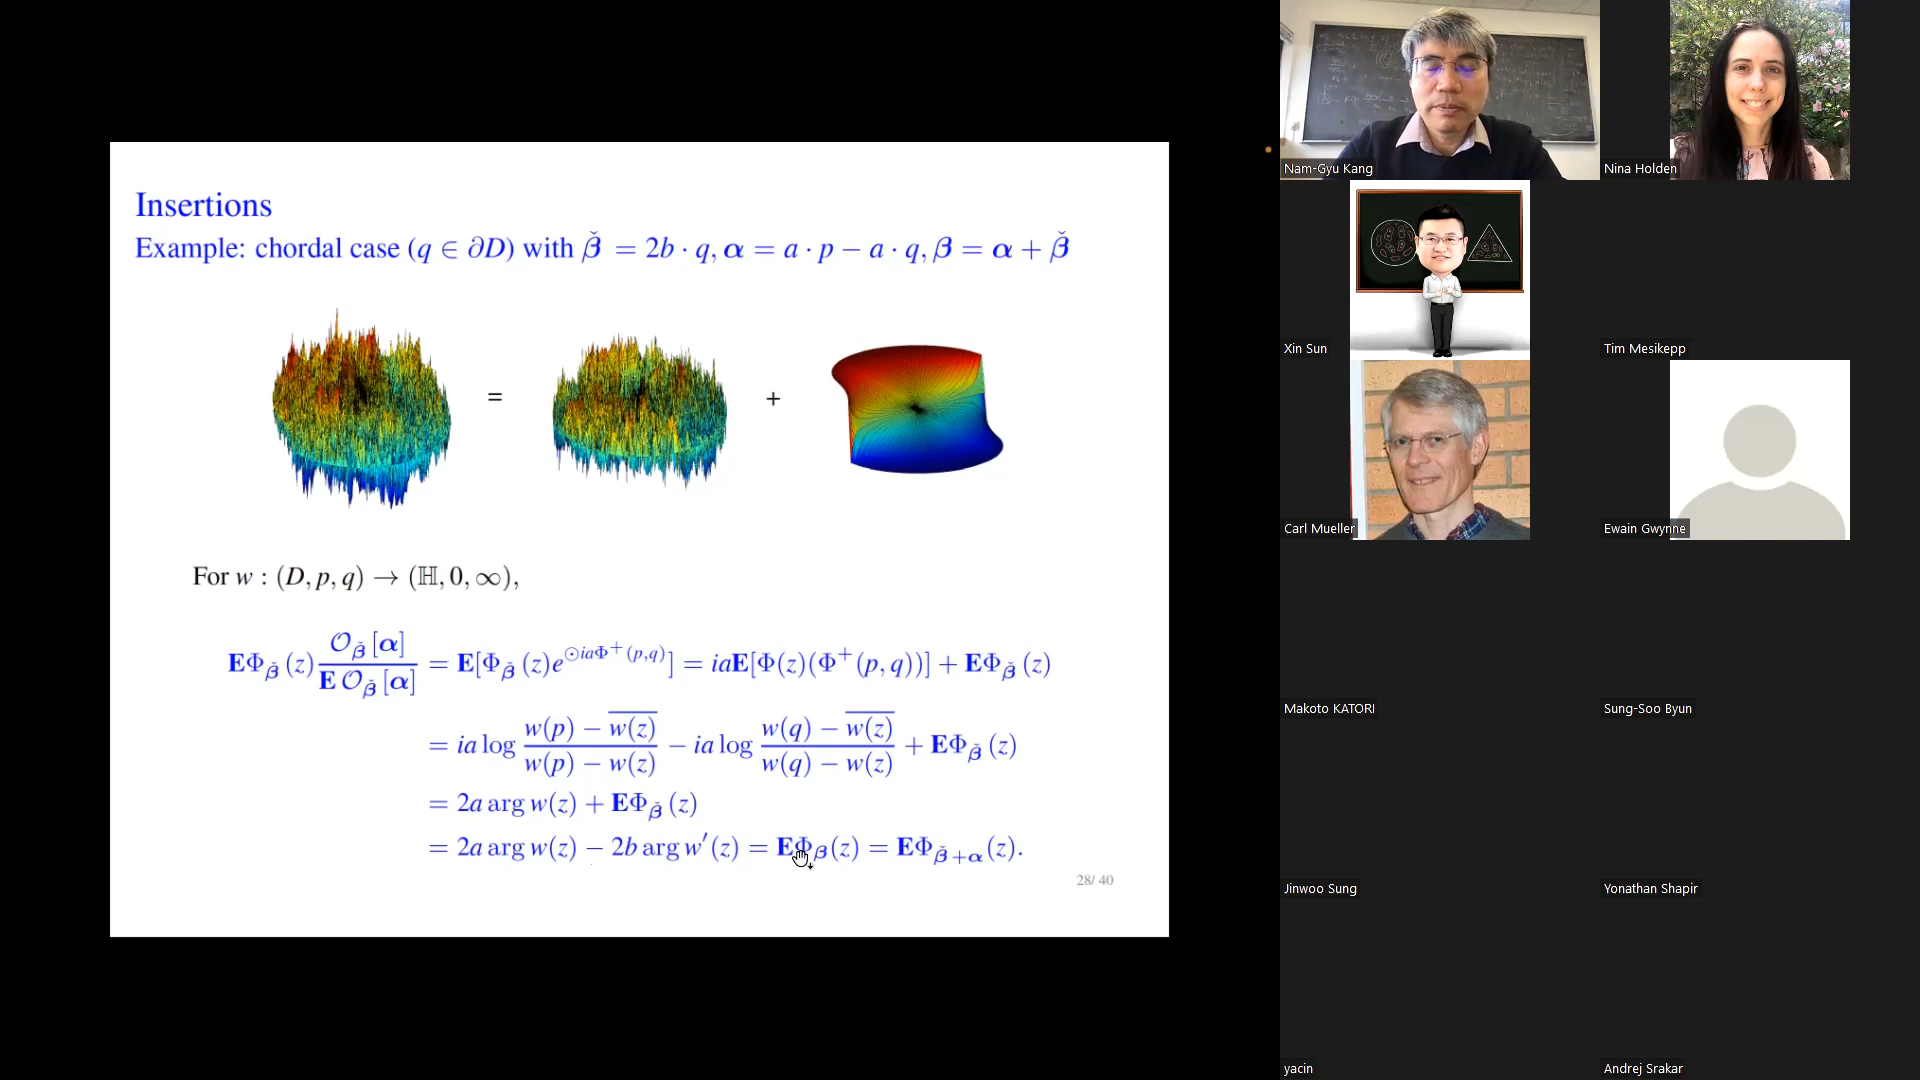 Insertions
Example: chordal case (q ∈ ∂D) with β̌ = 2b · q, α = a · p − a · q, β = α + β̌
= +
For w : (D, p, q) → (ℍ, 0, ∞),
EΦ_β̌(z) O_β̌[α] / E O_β̌[α] = E[Φ_β̌(z)e^{⊙iaΦ⁺(p,q)}] = iaE[Φ(z)(Φ⁺(p, q))] + EΦ_β̌(z)
= ia log (w(p) − \overline{w(z)}) / (w(p) − w(z)) − ia log (w(q) − \overline{w(z)}) / (w(q) − w(z)) + EΦ_β̌(z)
= 2a arg w(z) + EΦ_β̌(z)
= 2a arg w(z) − 2b arg w′(z) = EΦ_β(z) = EΦ_{β̌+α}(z).
28/ 40
Nam-Gyu Kang
Nina Holden
Xin Sun
Tim Mesikepp
Carl Mueller
Ewain Gwynne
Makoto KATORI
Sung-Soo Byun
Jinwoo Sung
Yonathan Shapir
yacin
Andrej Srakar